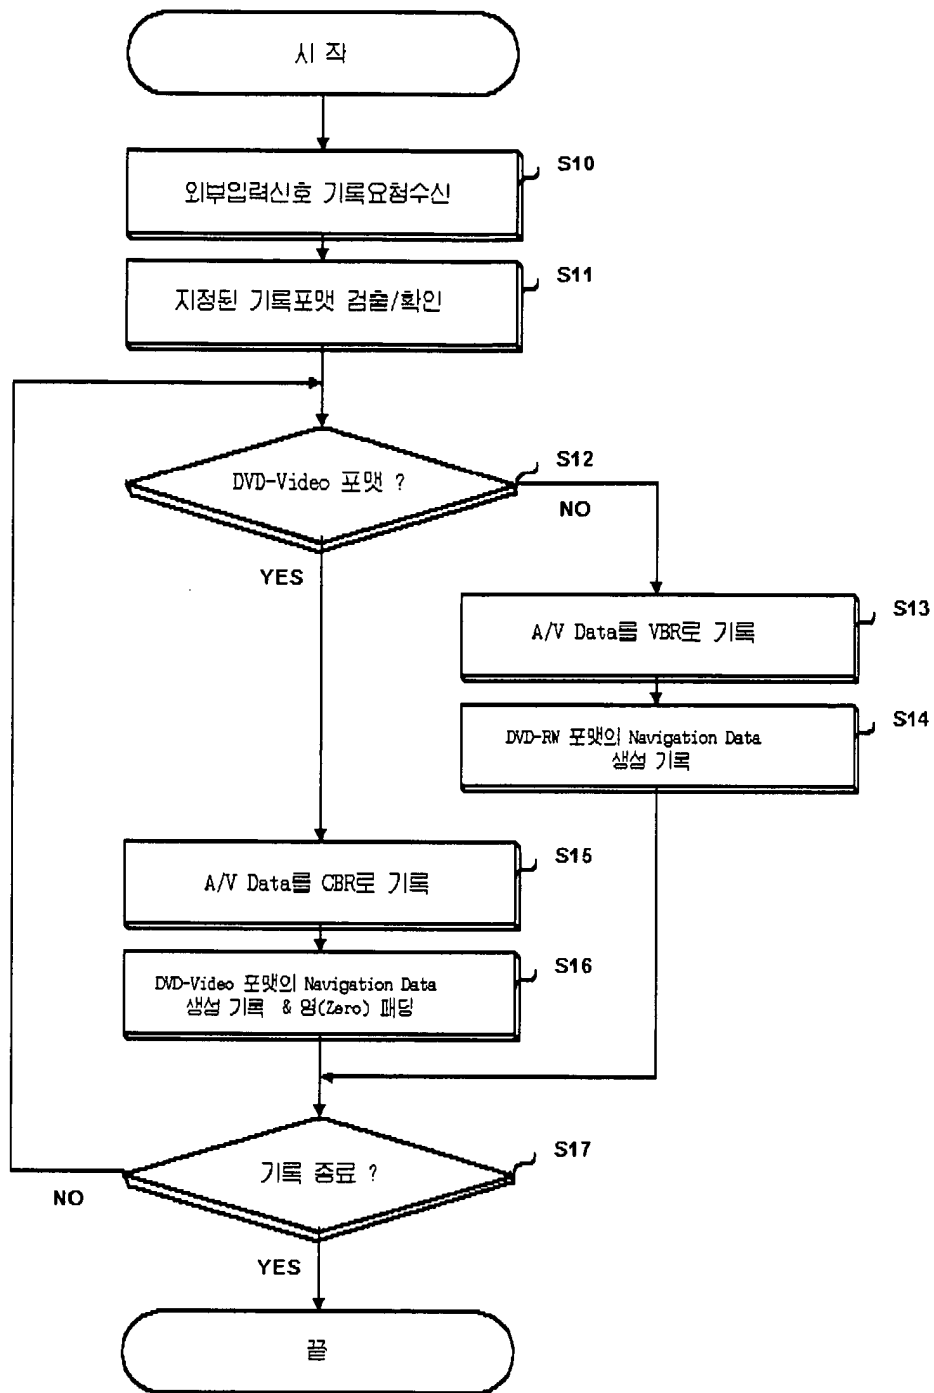 시 작
외부입력신호 기록요청수신
S10
지정된 기록포맷 검출/확인
S11
DVD-Video 포맷 ?
S12
NO
YES
A/V Data를 VBR로 기록
S13
DVD-RW 포맷의 Navigation Data
생성 기록
S14
A/V Data를 CBR로 기록
S15
DVD-Video 포맷의 Navigation Data
생성 기록 & 영(Zero) 패딩
S16
기록 종료 ?
S17
NO
YES
끝